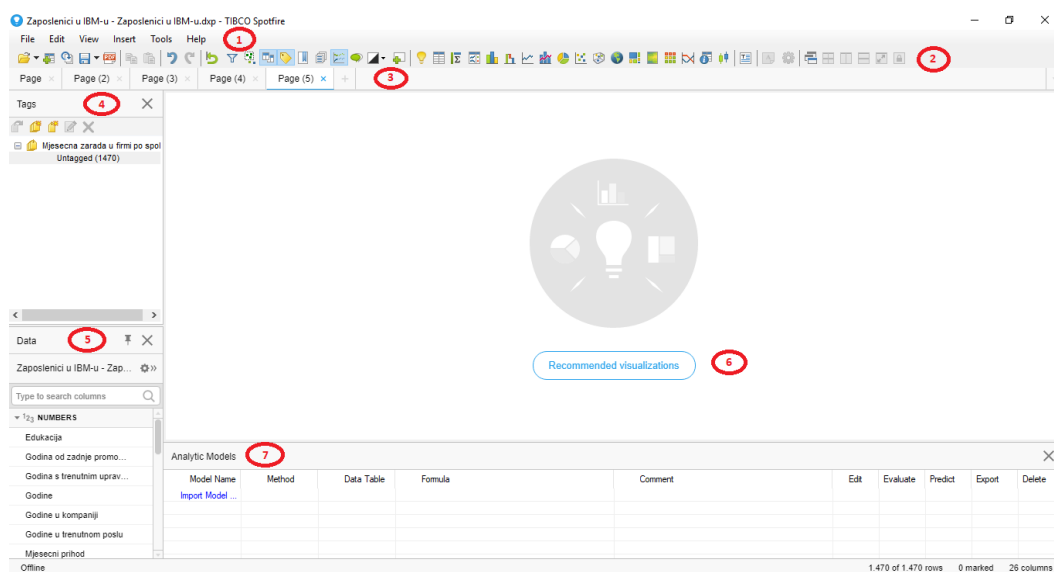 Zaposlenici u IBM-u - Zaposlenici u IBM-u.dxp - TIBCO Spotfire
File Edit View Insert Tools Help 1
2
Page Page (2) Page (3) Page (4) Page (5) 3
Tags 4
Mjesecna zarada u firmi po spol
Untagged (1470)
Data 5
Zaposlenici u IBM-u - Zap...
Type to search columns
123 NUMBERS
Edukacija
Godina od zadnje promo...
Godina s trenutnim uprav...
Godine
Godine u kompaniji
Godine u trenutnom poslu
Mjesecni prihod
Recommended visualizations 6
Analytic Models 7
Model Name Method Data Table Formula Comment Edit Evaluate Predict Export Delete
Import Model ...
Offline 1.470 of 1.470 rows 0 marked 26 columns